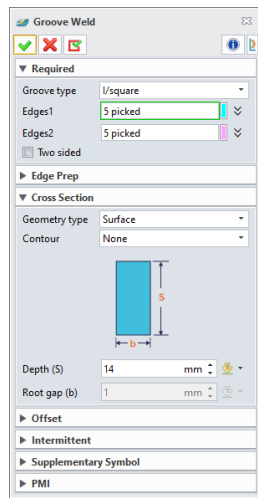 Groove Weld
Required
Groove type I/square
Edges1 5 picked
Edges2 5 picked
Two sided
Edge Prep
Cross Section
Geometry type Surface
Contour None
S
b
Depth (S) 14 mm
Root gap (b) 1 mm
Offset
Intermittent
Supplementary Symbol
PMI